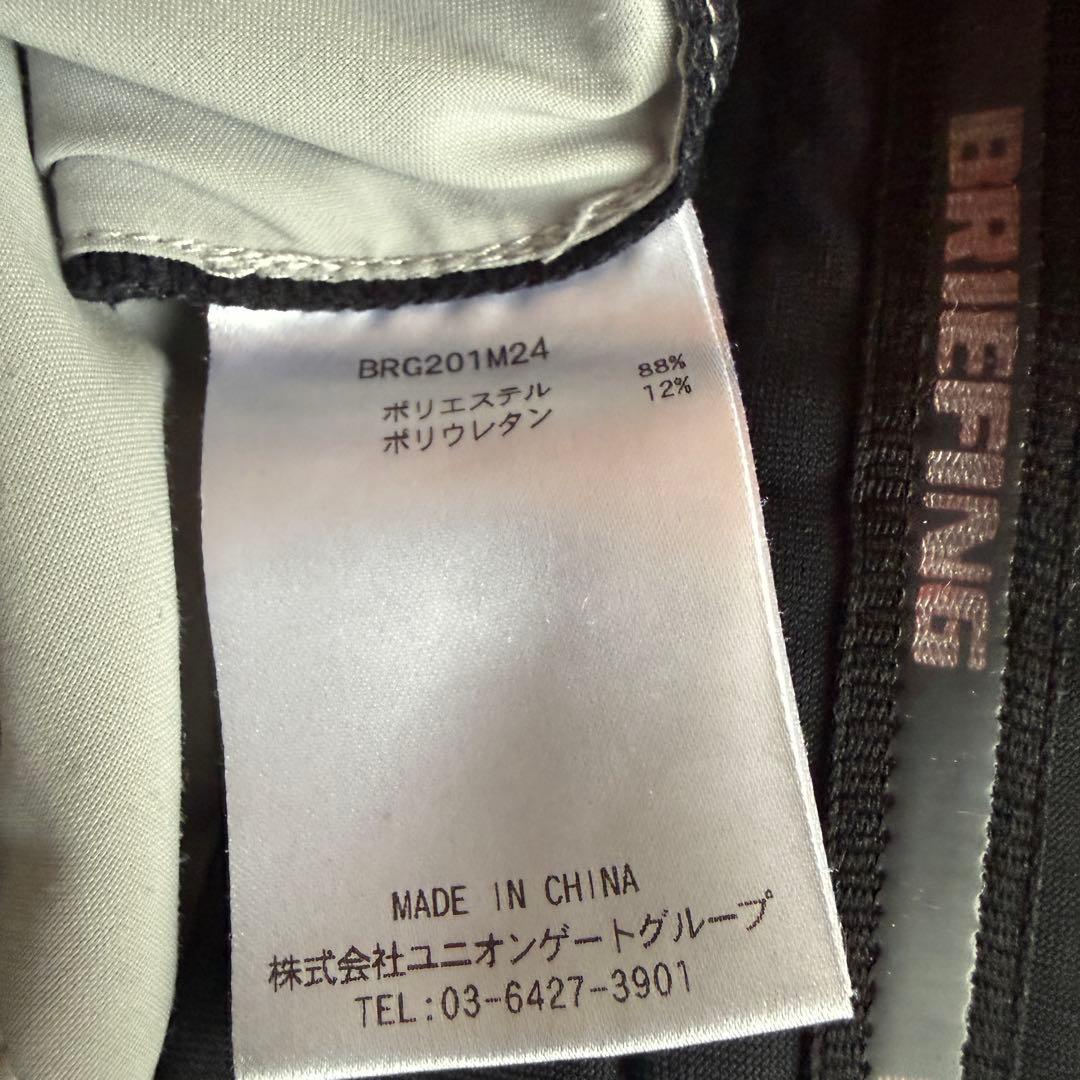 BRG201M24
ポリエステル 88%
ポリウレタン 12%
MADE IN CHINA
株式会社ユニオンゲートグループ
TEL:03-6427-3901
BRIEFING